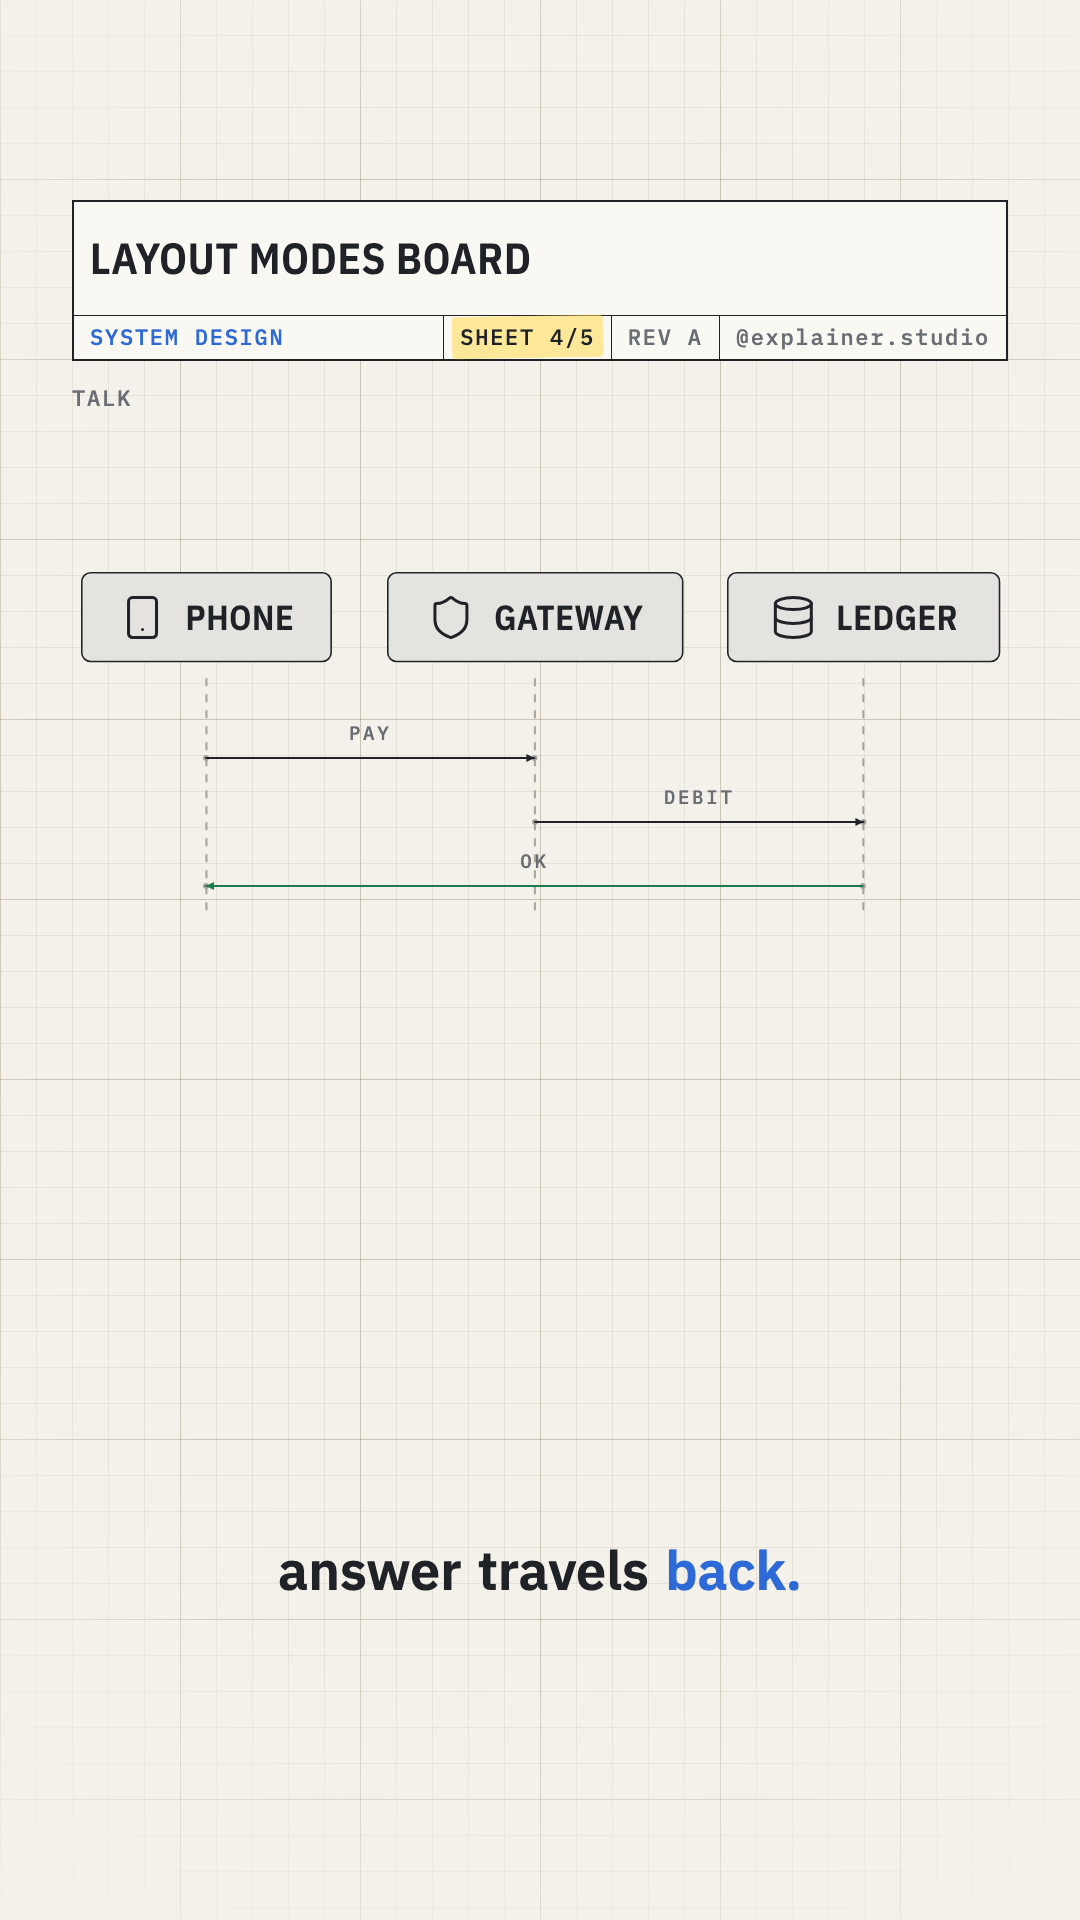 LAYOUT MODES BOARD
SYSTEM DESIGN SHEET 4/5 REV A @explainer.studio
TALK
PHONE GATEWAY LEDGER
PAY
DEBIT
OK
answer travels back.